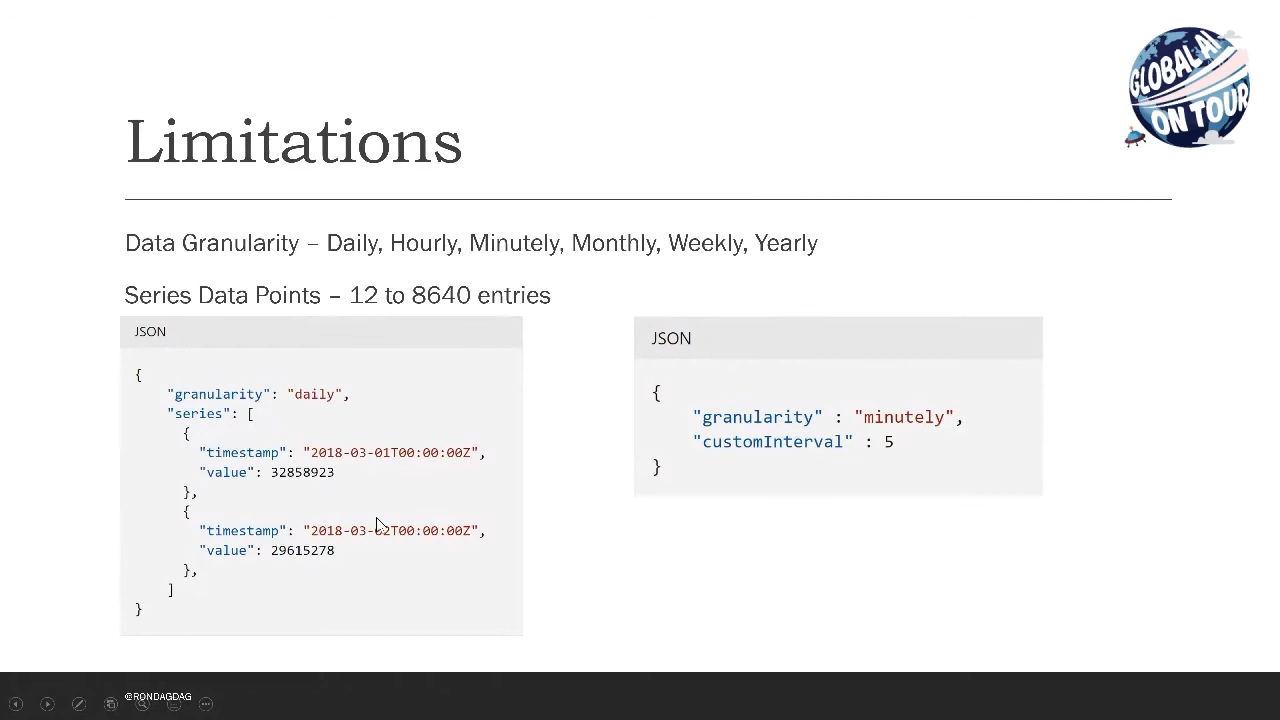 GLOBAL AI
ON TOUR
Limitations
Data Granularity – Daily, Hourly, Minutely, Monthly, Weekly, Yearly
Series Data Points – 12 to 8640 entries
JSON
{
"granularity": "daily",
"series": [
{
"timestamp": "2018-03-01T00:00:00Z",
"value": 32858923
},
{
"timestamp": "2018-03-02T00:00:00Z",
"value": 29615278
},
]
}
JSON
{
"granularity" : "minutely",
"customInterval" : 5
}
@RONDAGDAG